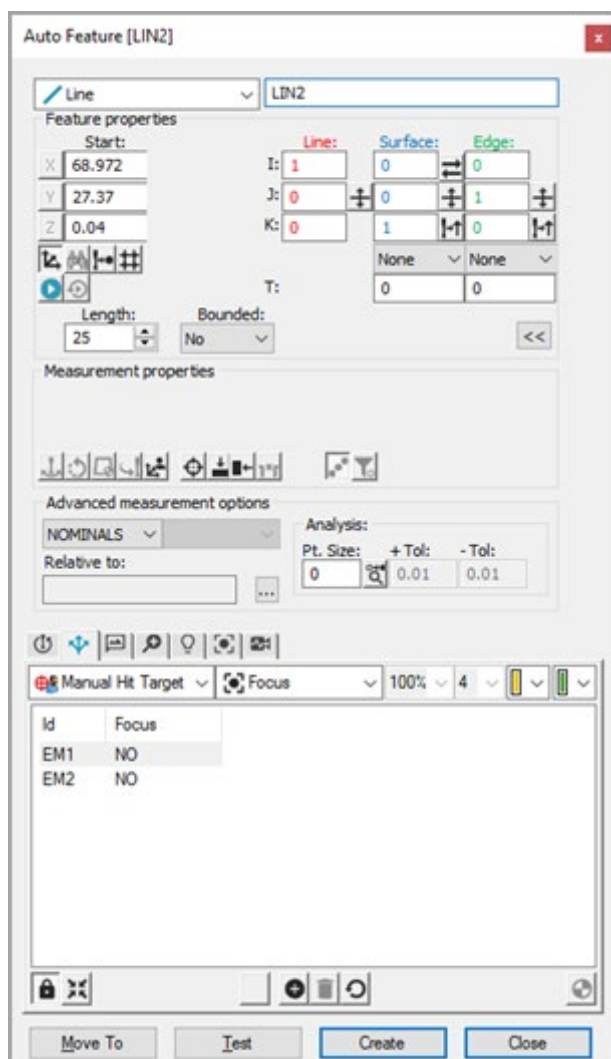 Auto Feature [LIN2]
x
Line LIN2
Feature properties
Start: Line: Surface: Edge:
X 68.972 I: 1 0 0
Y 27.37 J: 0 0 1
Z 0.04 K: 0 1 0
None None
T: 0 0
Length: Bounded:
25 No <<
Measurement properties
Advanced measurement options
NOMINALS
Analysis:
Pt. Size: + Tol: - Tol:
0 0.01 0.01
Relative to:
...
Manual Hit Target Focus 100% 4
Id Focus
EM1 NO
EM2 NO
Move To Test Create Close